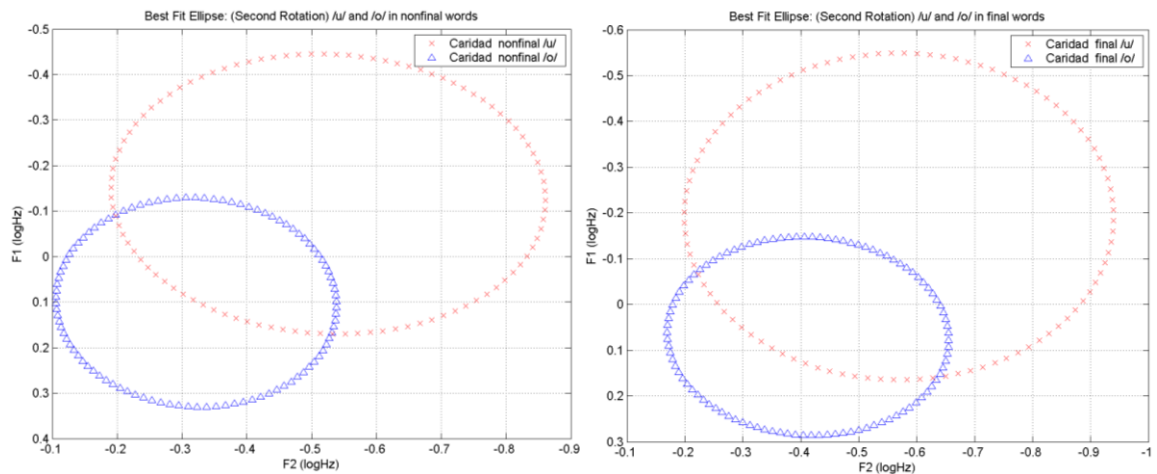 Best Fit Ellipse: (Second Rotation) /u/ and /o/ in nonfinal words
Caridad nonfinal /u/
Caridad nonfinal /o/
F1 (logHz)
-0.5
-0.4
-0.3
-0.2
-0.1
0
0.1
0.2
0.3
0.4
-0.1 -0.2 -0.3 -0.4 -0.5 -0.6 -0.7 -0.8 -0.9
F2 (logHz)
Best Fit Ellipse: (Second Rotation) /u/ and /o/ in final words
Caridad final /u/
Caridad final /o/
F1 (logHz)
-0.6
-0.5
-0.4
-0.3
-0.2
-0.1
0
0.1
0.2
0.3
-0.1 -0.2 -0.3 -0.4 -0.5 -0.6 -0.7 -0.8 -0.9 -1
F2 (logHz)